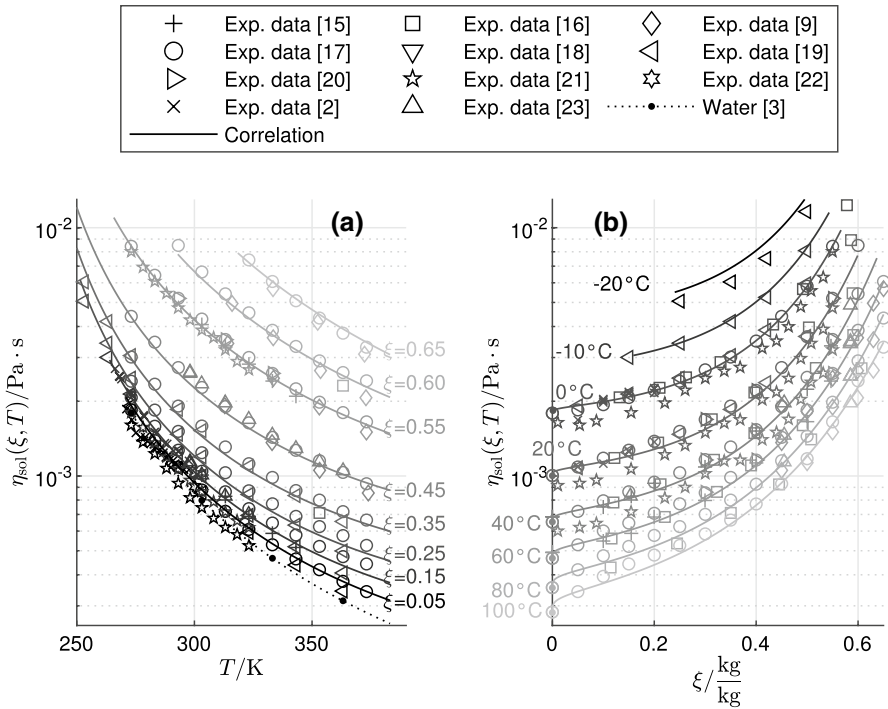 Exp. data [15] Exp. data [16] Exp. data [9]
Exp. data [17] Exp. data [18] Exp. data [19]
Exp. data [20] Exp. data [21] Exp. data [22]
Exp. data [2] Exp. data [23] Water [3]
Correlation
(a)
10⁻²
10⁻³
η_sol(ξ, T)/Pa · s
ξ=0.65
ξ=0.60
ξ=0.55
ξ=0.45
ξ=0.35
ξ=0.25
ξ=0.15
ξ=0.05
250 300 350
T/K
(b)
10⁻²
10⁻³
η_sol(ξ, T)/Pa · s
-20°C
-10°C
0°C
20°C
40°C
60°C
80°C
100°C
0 0.2 0.4 0.6
ξ/kg/kg